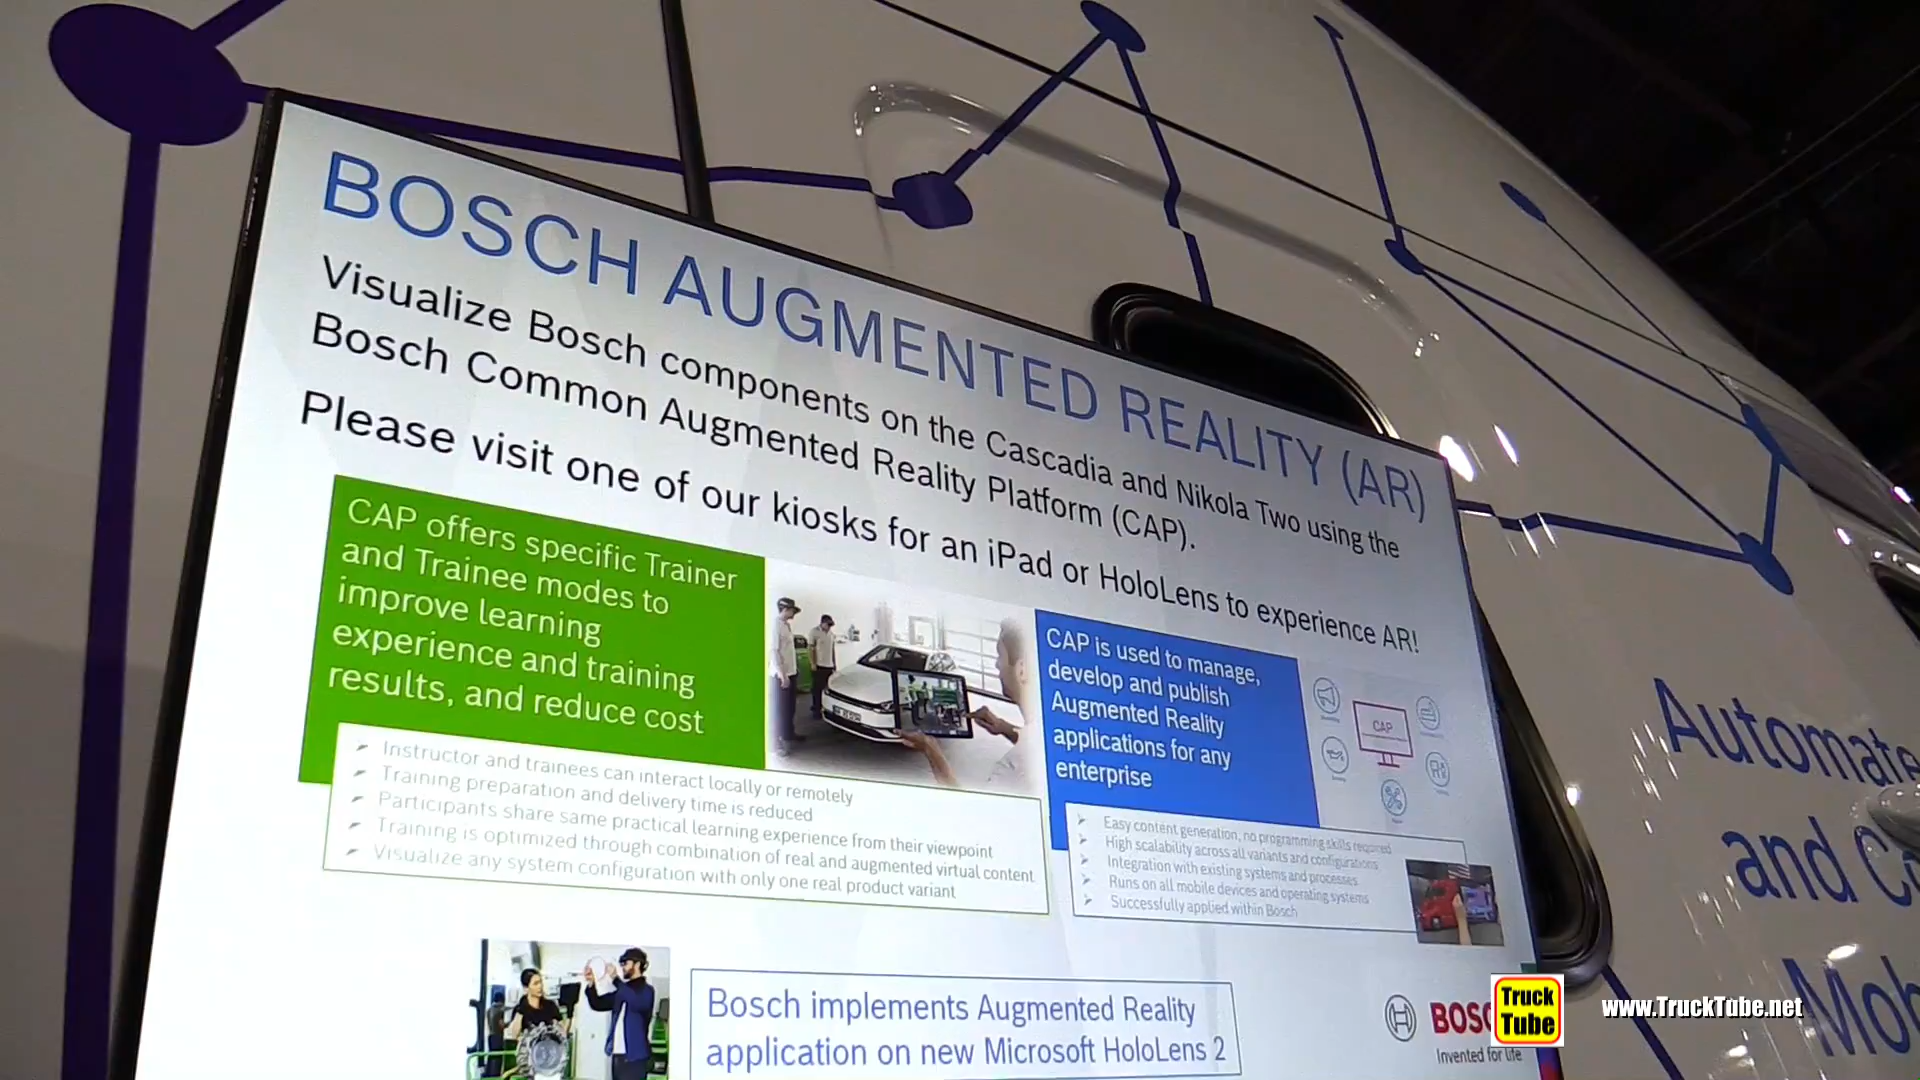 BOSCH AUGMENTED REALITY (AR)
Visualize Bosch components on the Cascadia and Nikola Two using the
Bosch Common Augmented Reality Platform (CAP).
Please visit one of our kiosks for an iPad or HoloLens to experience AR!
CAP offers specific Trainer
and Trainee modes to
improve learning
experience and training
results, and reduce cost
Instructor and trainees can interact locally or remotely
Training preparation and delivery time is reduced
Participants share same practical learning experience from their viewpoint
Training is optimized through combination of real and augmented virtual content
Visualize any system configuration with only one real product variant
CAP is used to manage,
develop and publish
Augmented Reality
applications for any
enterprise
CAP
Easy content generation, no programming skills required
High scalability across all variants and configurations
Integration with existing systems and processes
Runs on all mobile devices and operating systems
Successfully applied within Bosch
Bosch implements Augmented Reality
application on new Microsoft HoloLens 2
BOSC
Invented for life
Automate
and Co
Mob
Truck
Tube
www.TruckTube.net